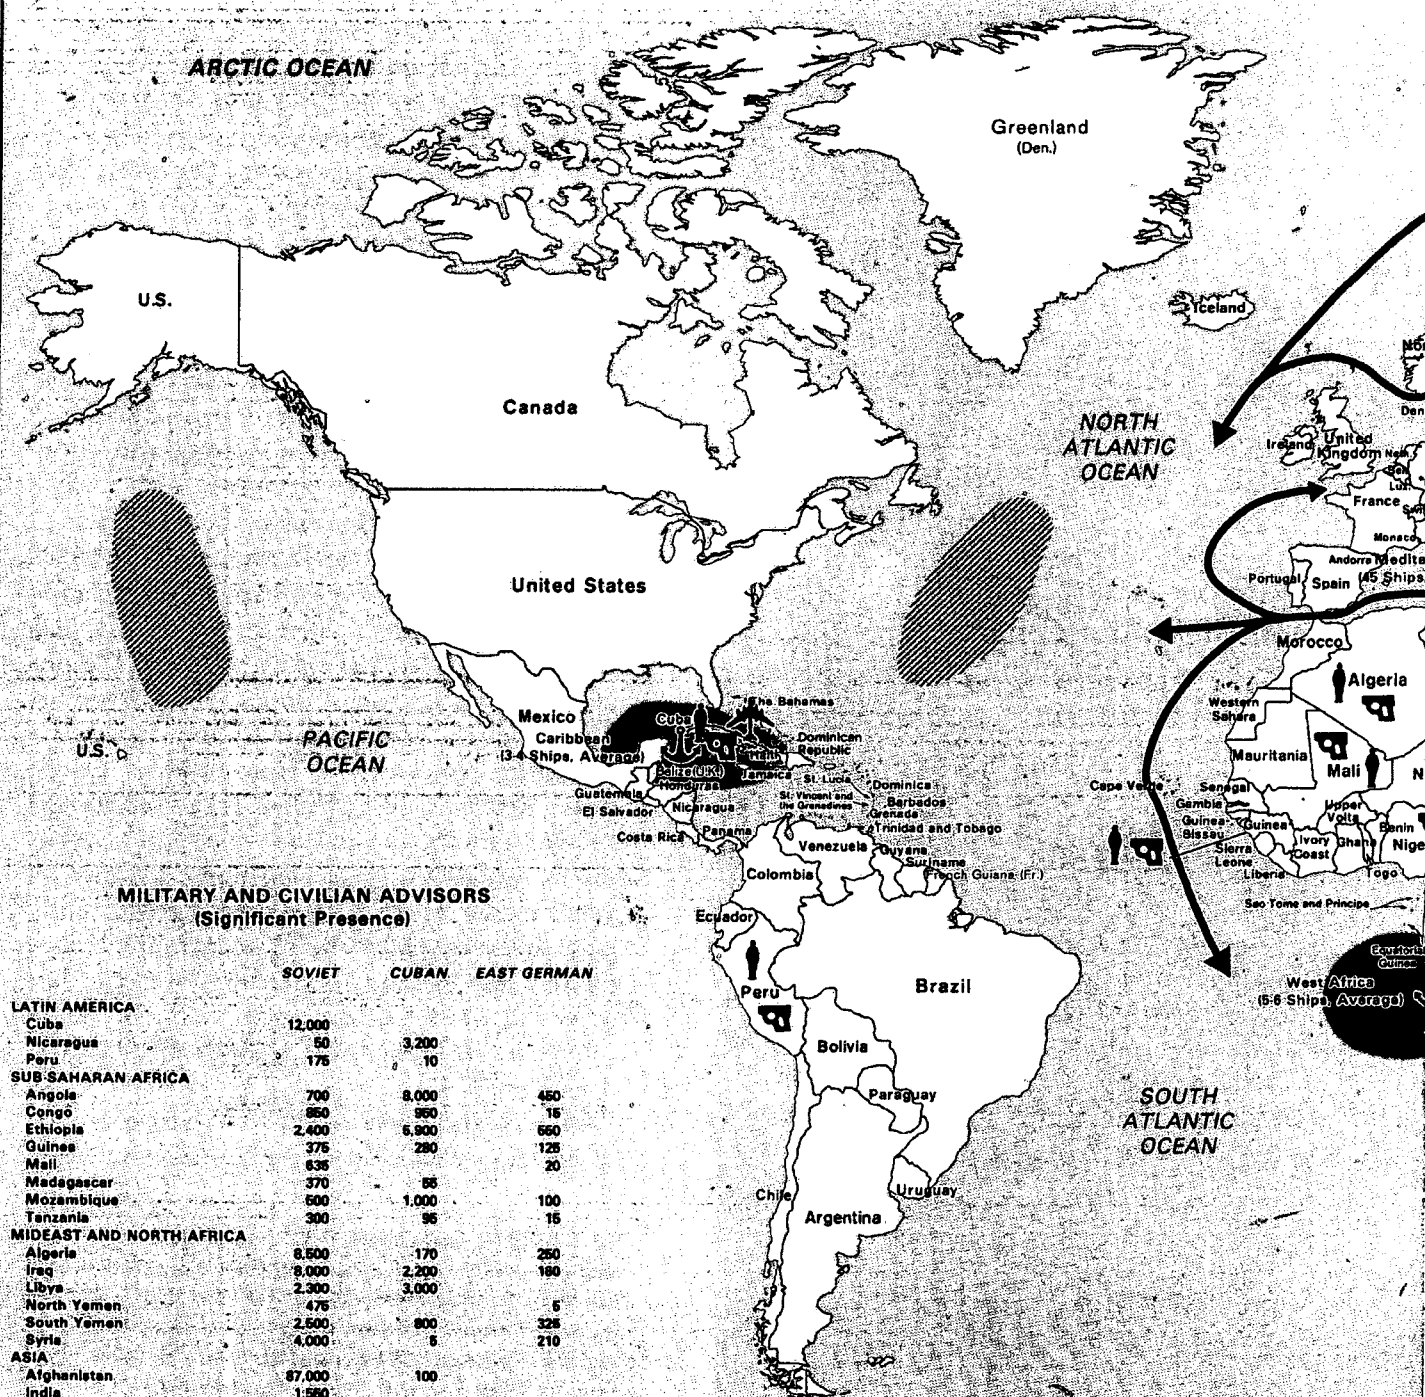 ARCTIC OCEAN
Greenland
(Den.)
U.S.
Iceland
Canada
NORTH
ATLANTIC
OCEAN
Den
Ireland
United
Kingdom
Neth.
Bel.
Lux.
France
Monaco
Andorra
Medite
Portugal
Spain
(45 Ships,
United States
Morocco
Algeria
Western
Sahara
Mexico
Cuba
The Bahamas
Caribbean
(3-4 Ships, Average)
Dominican
Republic
Haiti
Belize (U.K.)
Jamaica
Honduras
Guatemala
El Salvador
Nicaragua
Costa Rica
Panama
St. Lucia
St. Vincent and
the Grenadines
Dominica
Barbados
Grenada
Trinidad and Tobago
U.S.
PACIFIC
OCEAN
Mauritania
Mali
N
Cape Verde
Senegal
Gambia
Guinea
Bissau
Guinea
Sierra
Leone
Liberia
Upper
Volta
Ivory
Coast
Ghana
Benin
Nige
Togo
Sao Tome and Principe
Venezuela
Guyana
Suriname
French Guiana (Fr.)
Colombia
Ecuador
Peru
Brazil
Bolivia
Paraguay
Chile
Argentina
Uruguay
Equatorial
Guinea
West Africa
(5-6 Ships, Average)
SOUTH
ATLANTIC
OCEAN
MILITARY AND CIVILIAN ADVISORS
(Significant Presence)
SOVIET CUBAN EAST GERMAN
LATIN AMERICA
Cuba 12,000
Nicaragua 50 3,200
Peru 175 10
SUB-SAHARAN AFRICA
Angola 700 8,000 450
Congo 850 950 15
Ethiopia 2,400 5,900 550
Guinea 375 280 125
Mali 635 20
Madagascar 370 55
Mozambique 500 1,000 100
Tanzania 300 95 15
MIDEAST AND NORTH AFRICA
Algeria 8,500 170 250
Iraq 8,000 2,200 160
Libya 2,300 3,000
North Yemen 475 5
South Yemen 2,500 800 325
Syria 4,000 5 210
ASIA
Afghanistan 87,000 100
India 1,550